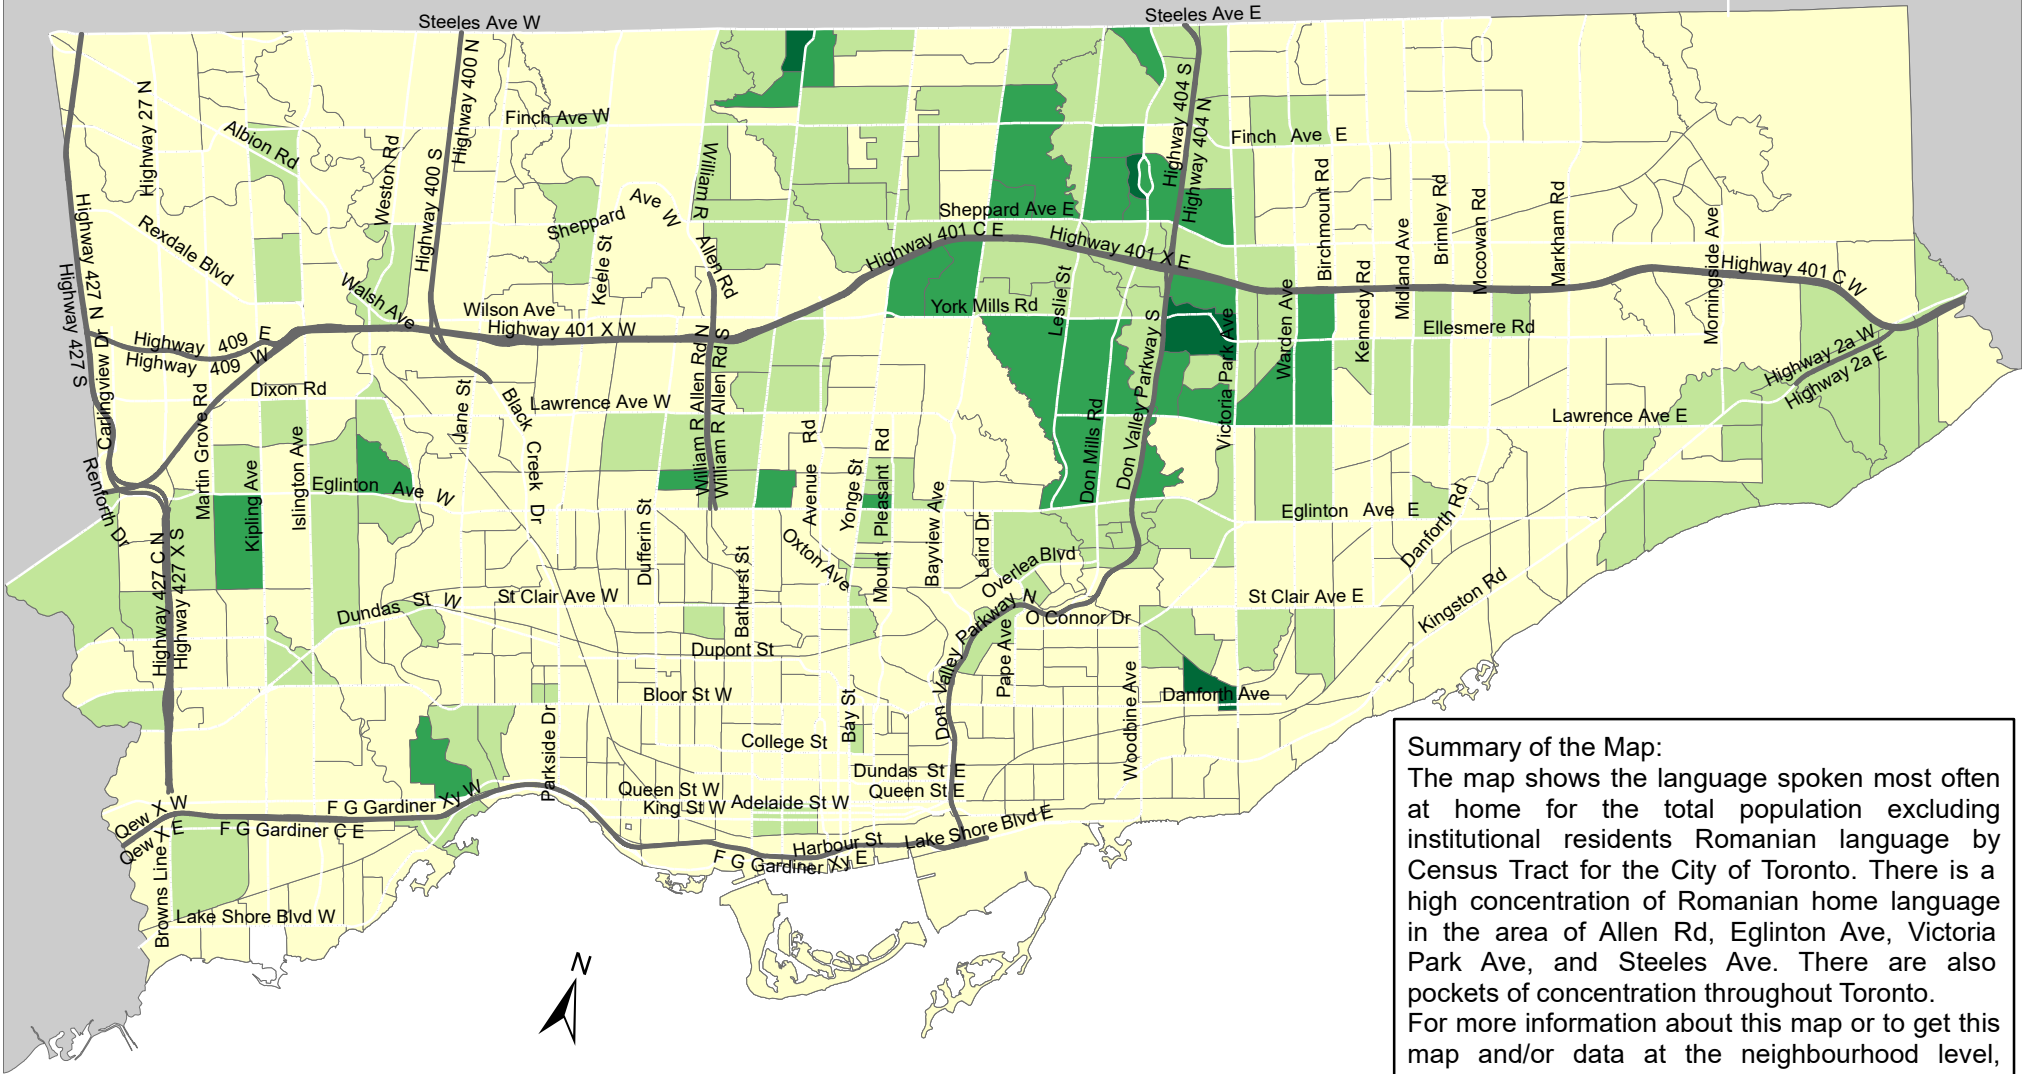 Steeles Ave W
Steeles Ave E
Highway 27 N
Highway 400 N
Highway 400 S
Highway 404 S
Highway 404 N
Finch Ave W
Finch Ave E
Albion Rd
Weston Rd
William R
Allen Rd
Birchmount Rd
Brimley Rd
Mccowan Rd
Markham Rd
Morningside Ave
Midland Ave
Kennedy Rd
Highway 427 N
Highway 427 S
Rexdale Blvd
Sheppard Ave W
Keele St
Sheppard Ave E
Highway 401 C E
Highway 401 X E
Highway 401 C W
Walsh Ave
Wilson Ave
Highway 401 X W
York Mills Rd
Leslie St
Warden Ave
Ellesmere Rd
Highway 2a W
Highway 2a E
Carlingview Dr
Highway 409 E
Highway 409 W
Dixon Rd
Martin Grove Rd
Jane St
Black Creek Dr
Lawrence Ave W
William R Allen Rd N
William R Allen Rd S
Don Valley Parkway S
Victoria Park Ave
Lawrence Ave E
Renforth Dr
Kipling Ave
Islington Ave
Eglinton Ave W
Avenue Rd
Yonge St
Mount Pleasant Rd
Bayview Ave
Laird Dr
Don Mills Rd
Eglinton Ave E
Danforth Rd
Highway 427 C N
Highway 427 X S
Dufferin St
Bathurst St
Oxton Ave
Overlea Blvd
Dundas St W
St Clair Ave W
St Clair Ave E
Kingston Rd
Don Valley Parkway N
O Connor Dr
Pape Ave
Dupont St
Woodbine Ave
Bloor St W
Danforth Ave
Parkside Dr
Bay St
College St
Dundas St E
Queen St E
Queen St W
King St W
Adelaide St W
Qew X W
Qew X E
F G Gardiner Xy W
F G Gardiner C E
Harbour St
Lake Shore Blvd E
F G Gardiner Xy E
Browns Line
Lake Shore Blvd W
N
Summary of the Map:
The map shows the language spoken most often
at home for the total population excluding
institutional residents Romanian language by
Census Tract for the City of Toronto. There is a
high concentration of Romanian home language
in the area of Allen Rd, Eglinton Ave, Victoria
Park Ave, and Steeles Ave. There are also
pockets of concentration throughout Toronto.
For more information about this map or to get this
map and/or data at the neighbourhood level,